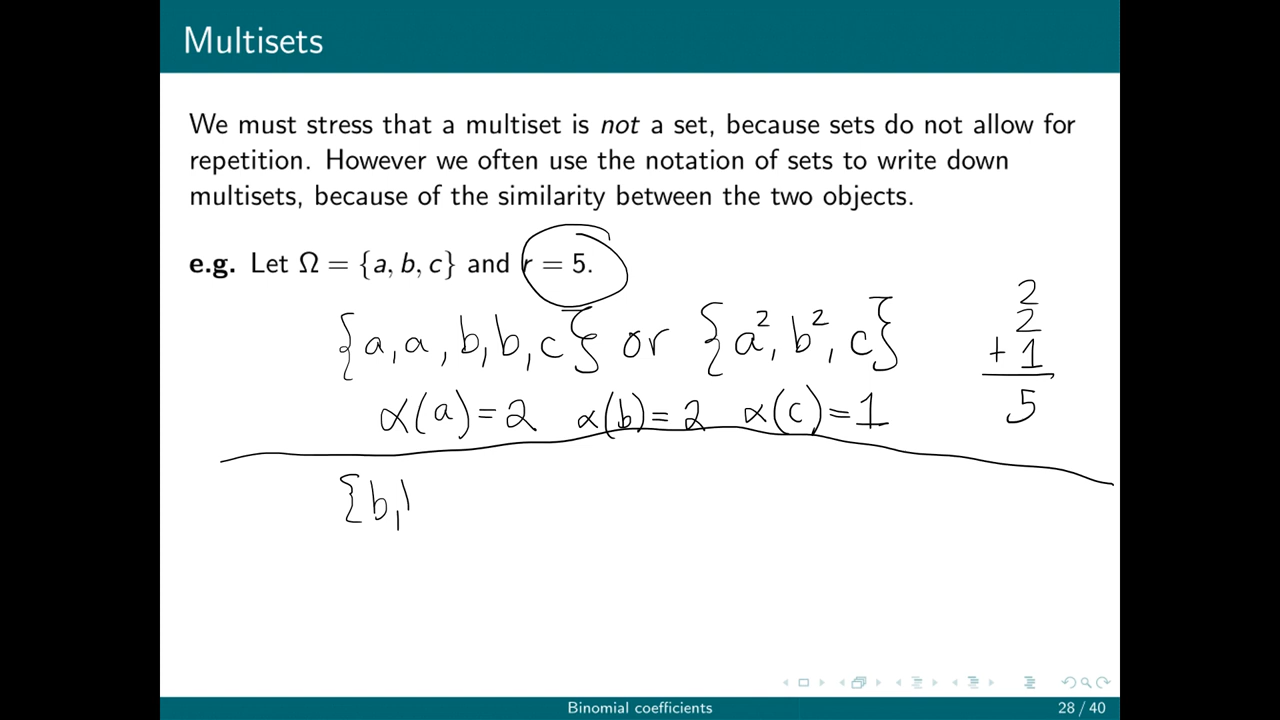 Multisets
We must stress that a multiset is not a set, because sets do not allow for
repetition. However we often use the notation of sets to write down
multisets, because of the similarity between the two objects.
e.g. Let Ω = {a, b, c} and r = 5.
{a, a, b, b, c} or {a², b², c}
α(a) = 2 α(b) = 2 α(c) = 1
2
2
+ 1
5
{b,
Binomial coefficients
28 / 40